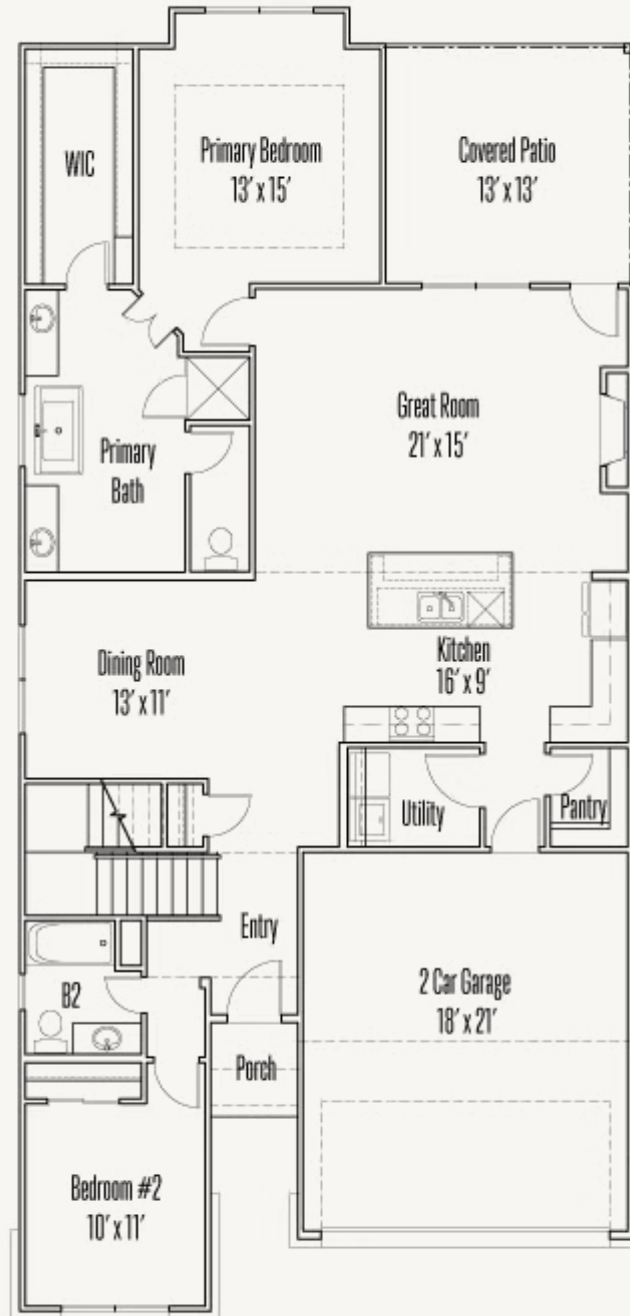 WIC
Primary Bedroom
13' x 15'
Covered Patio
13' x 13'
Great Room
21' x 15'
Primary
Bath
Dining Room
13' x 11'
Kitchen
16' x 9'
Utility
Pantry
Entry
B2
2 Car Garage
18' x 21'
Porch
Bedroom #2
10' x 11'